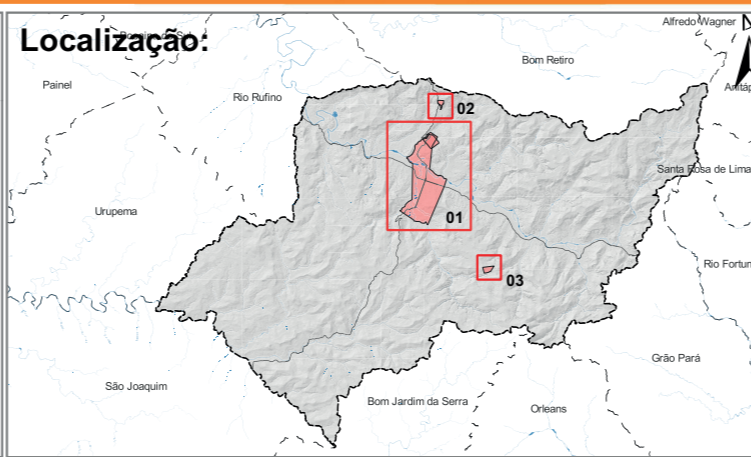 Localização:
Alfredo Wagner
N
Bom Retiro
Painel
Rio Rufino
02
Santa Rosa de Lima
Urupema
01
Rio Fortun
03
Grão Pará
São Joaquim
Bom Jardim da Serra
Orleans